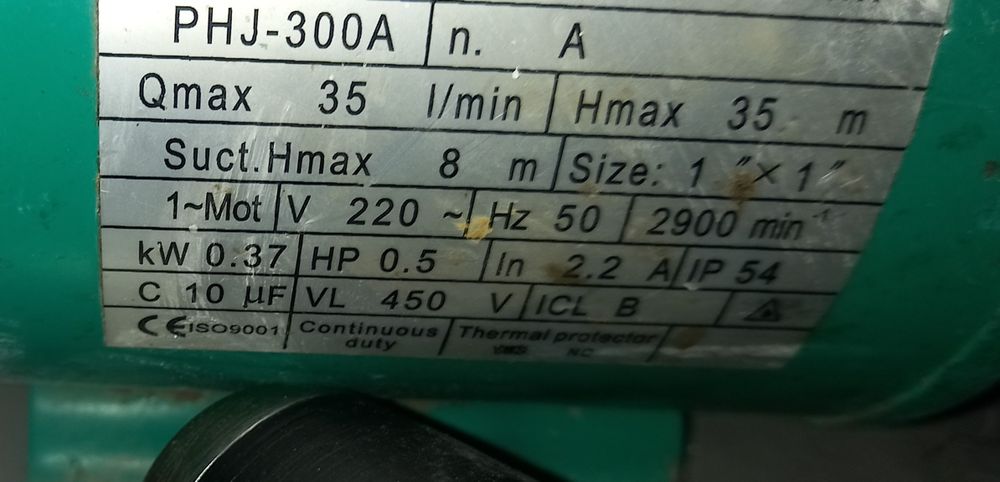 PHJ-300A n. A
Qmax 35 l/min Hmax 35 m
Suct.Hmax 8 m Size: 1"×1"
1~Mot V 220 ~ Hz 50 2900 min⁻¹
kW 0.37 HP 0.5 In 2.2 A IP 54
C 10 µF VL 450 V ICL B
CE ISO9001 Continuous duty Thermal protector